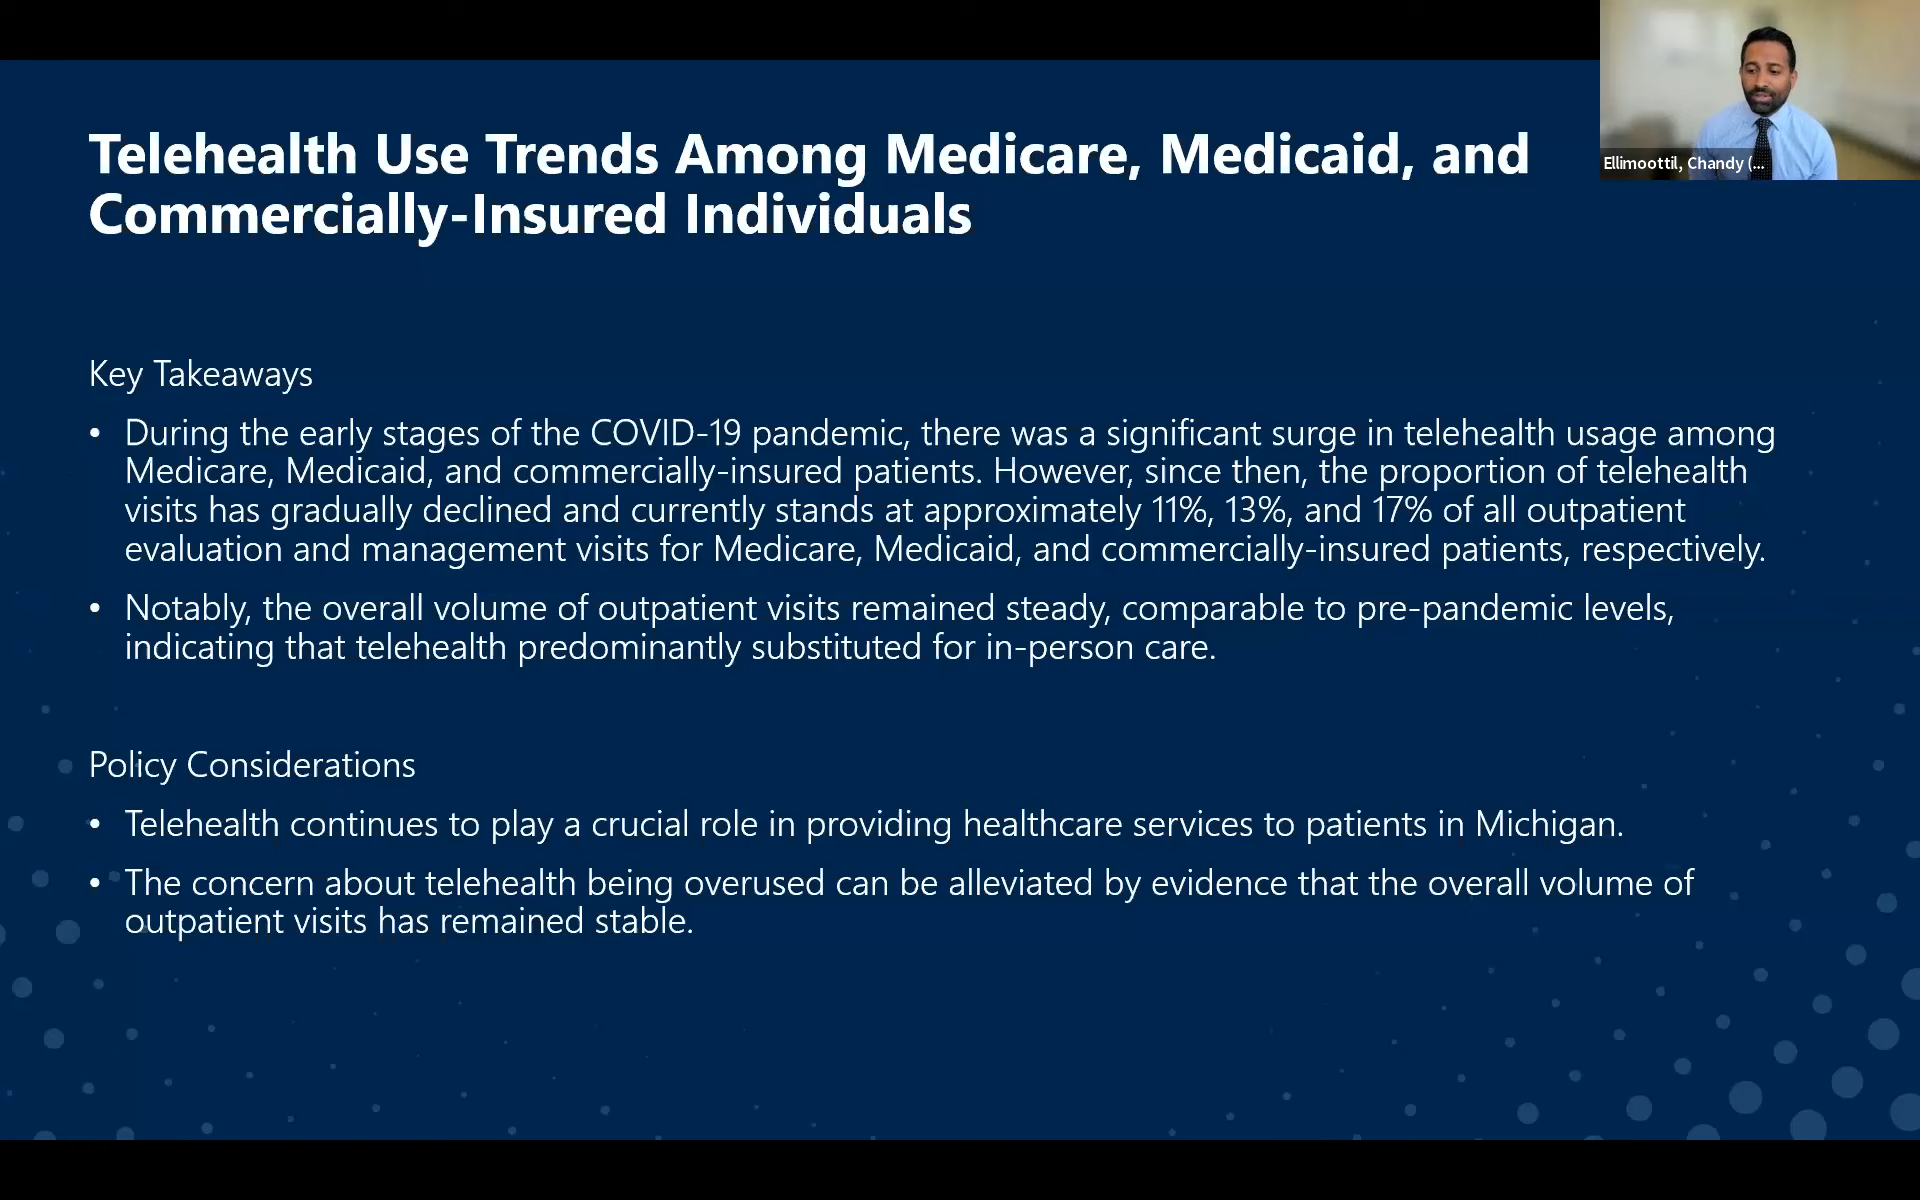 Ellimoottil, Chandy (...
Telehealth Use Trends Among Medicare, Medicaid, and
Commercially-Insured Individuals
Key Takeaways
• During the early stages of the COVID-19 pandemic, there was a significant surge in telehealth usage among
Medicare, Medicaid, and commercially-insured patients. However, since then, the proportion of telehealth
visits has gradually declined and currently stands at approximately 11%, 13%, and 17% of all outpatient
evaluation and management visits for Medicare, Medicaid, and commercially-insured patients, respectively.
• Notably, the overall volume of outpatient visits remained steady, comparable to pre-pandemic levels,
indicating that telehealth predominantly substituted for in-person care.
Policy Considerations
• Telehealth continues to play a crucial role in providing healthcare services to patients in Michigan.
• The concern about telehealth being overused can be alleviated by evidence that the overall volume of
outpatient visits has remained stable.